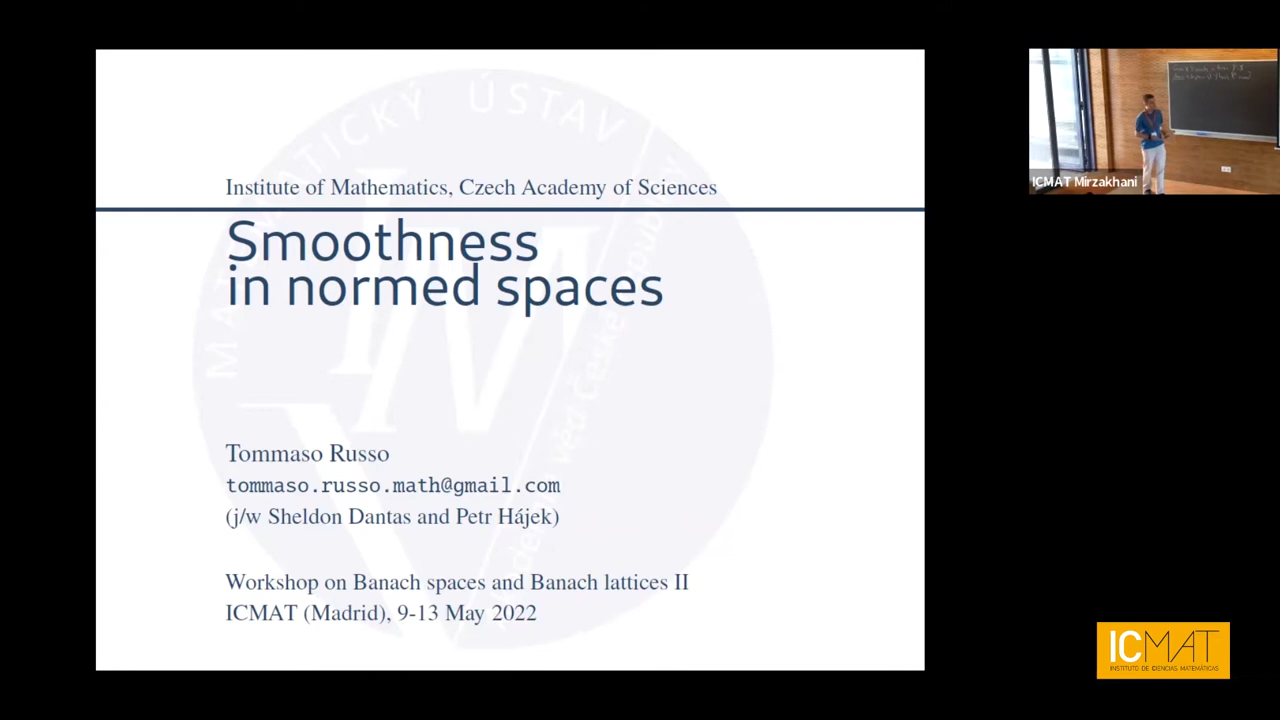 MATEMATICKÝ ÚSTAV
Institute of Mathematics, Czech Academy of Sciences
Smoothness
in normed spaces
Tommaso Russo
tommaso.russo.math@gmail.com
(j/w Sheldon Dantas and Petr Hájek)
Workshop on Banach spaces and Banach lattices II
ICMAT (Madrid), 9-13 May 2022
ICMAT Mirzakhani
ICMAT
INSTITUTO DE CIENCIAS MATEMÁTICAS